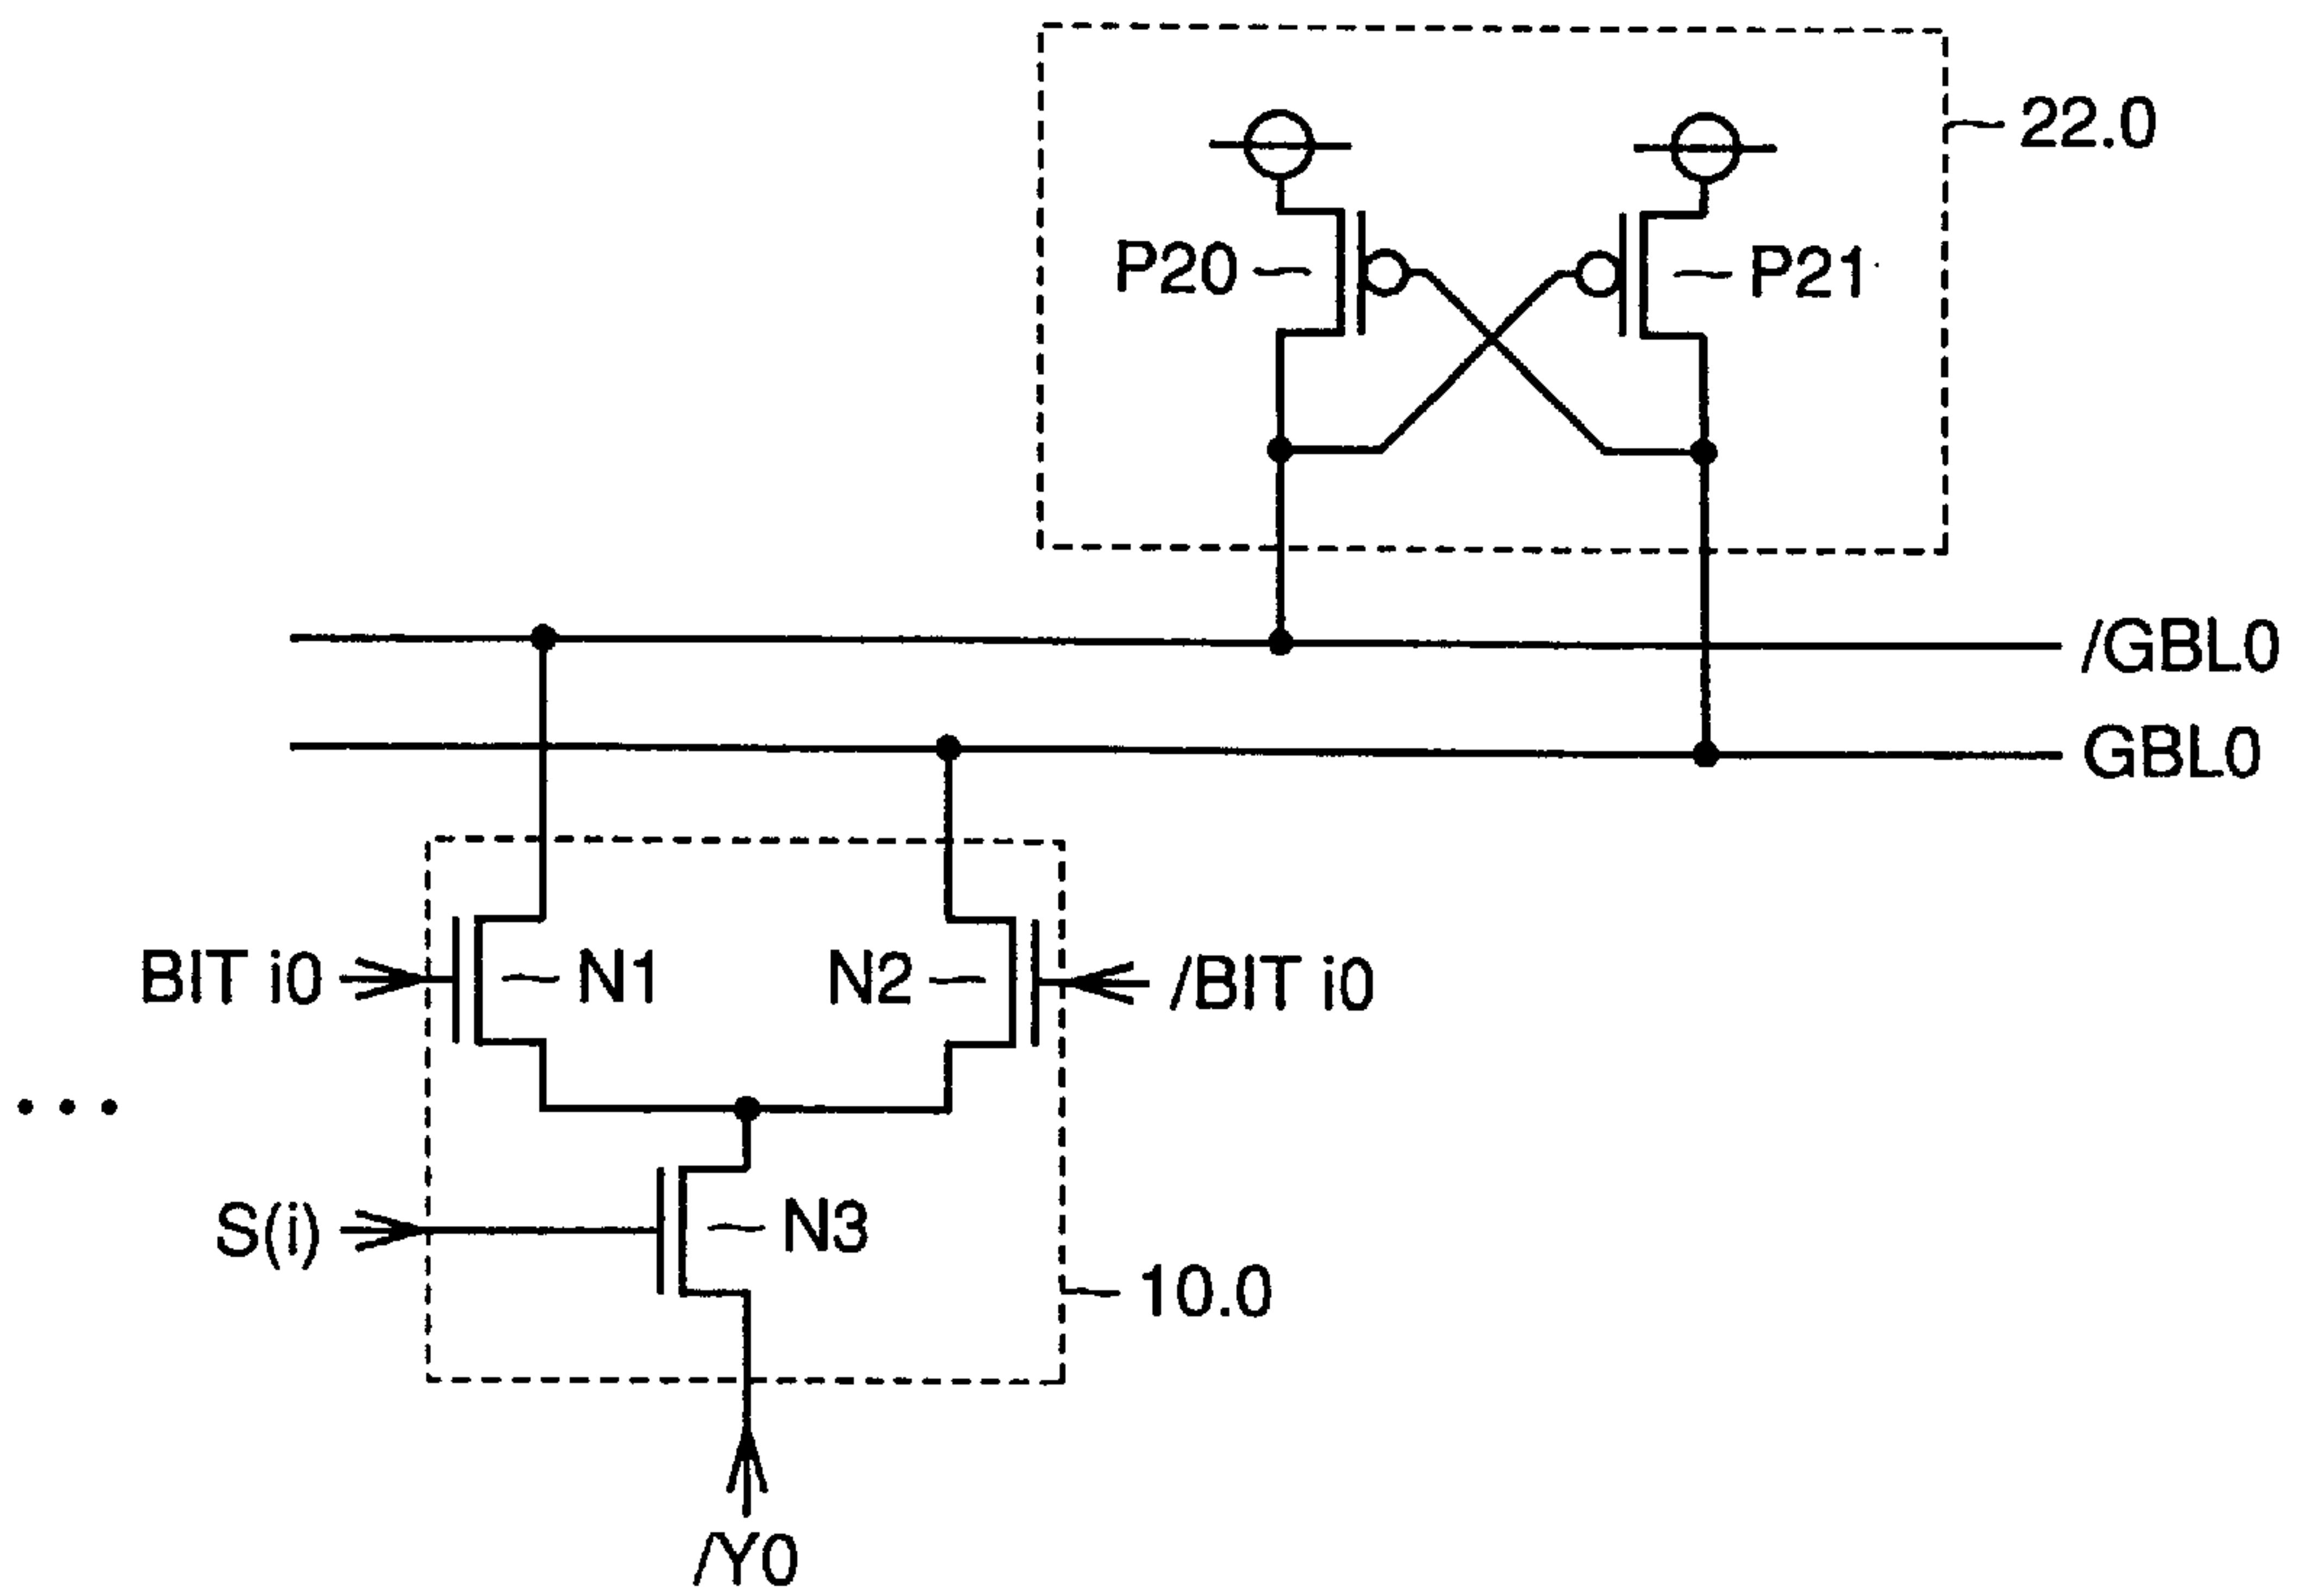 22.0
P20
P21
/GBL0
GBL0
BIT i0
N1
N2
/BIT i0
...
S(i)
N3
10.0
/Y0